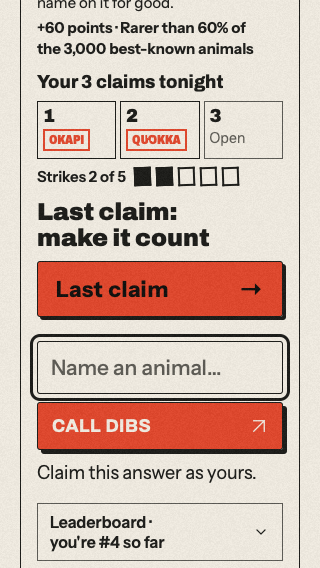 name on it for good.
+60 points · Rarer than 60% of
the 3,000 best-known animals
Your 3 claims tonight
1
OKAPI
2
QUOKKA
3
Open
Strikes 2 of 5
Last claim:
make it count
Last claim →
Name an animal...
CALL DIBS
Claim this answer as yours.
Leaderboard ·
you're #4 so far